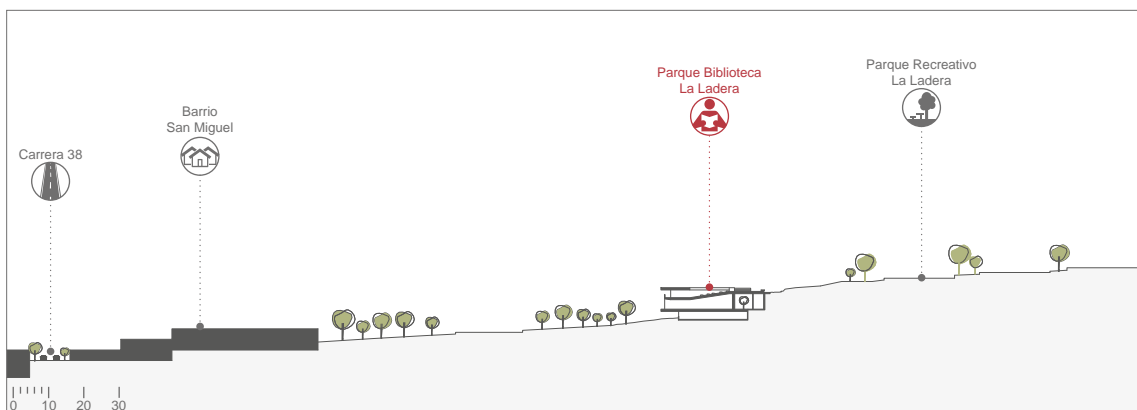 Parque Biblioteca
La Ladera
Parque Recreativo
La Ladera
Barrio
San Miguel
Carrera 38
0 10 20 30